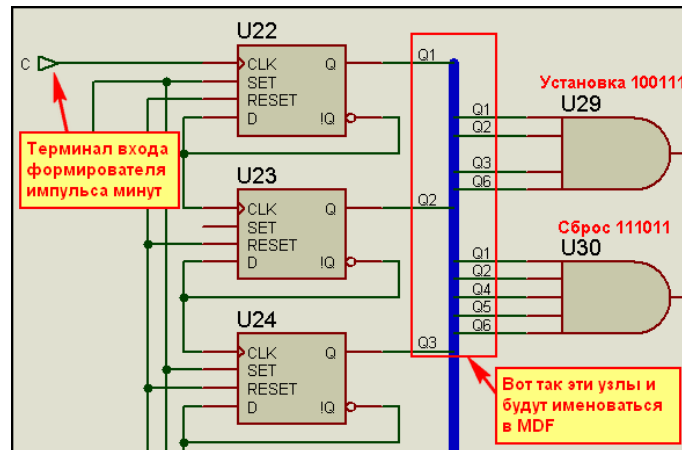 U22
C
CLK Q
SET
RESET
D !Q
Q1
Терминал входа
формирователя
импульса минут
U23
CLK Q
SET
RESET
D !Q
Q2
U24
CLK Q
SET
RESET
D !Q
Q3
Установка 100111
U29
Q1
Q2
Q3
Q6
Сброс 111011
U30
Q1
Q2
Q4
Q5
Q6
Вот так эти узлы и
будут именоваться
в MDF